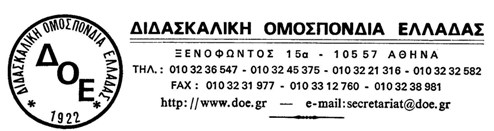 ΔΙΔΑΣΚΑΛΙΚΗ ΟΜΟΣΠΟΝΔΙΑ ΕΛΛΑΔΑΣ
ΔΟΕ
* 1922 *
ΔΙΔΑΣΚΑΛΙΚΗ ΟΜΟΣΠΟΝΔΙΑ ΕΛΛΑΔΑΣ
ΞΕΝΟΦΩΝΤΟΣ 15α - 105 57 ΑΘΗΝΑ
ΤΗΛ.: 010 32 36 547 - 010 32 45 375 - 010 32 21 316 - 010 32 32 582
FAX: 010 32 31 977 - 010 33 12 760 - 010 32 38 981
http://www.doe.gr — e-mail:secretariat@doe.gr